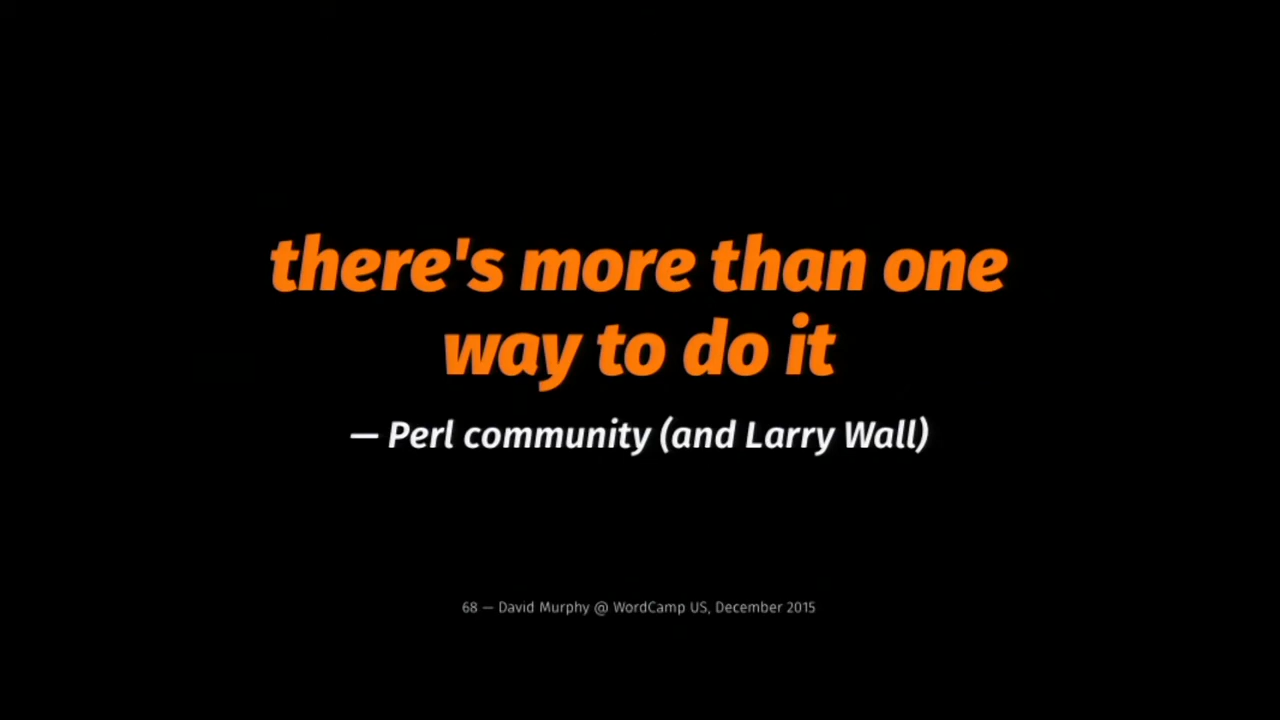 there's more than one
way to do it
— Perl community (and Larry Wall)
68 — David Murphy @ WordCamp US, December 2015